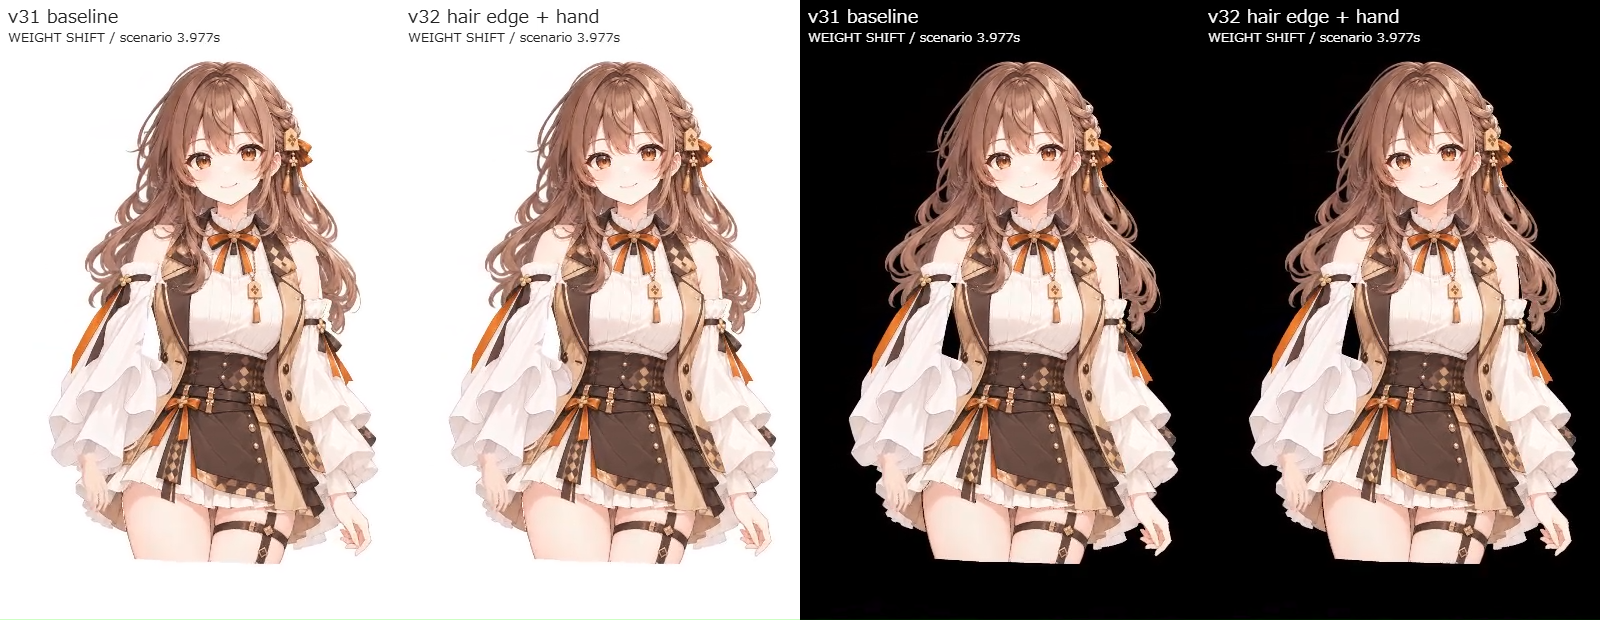 v31 baseline
WEIGHT SHIFT / scenario 3.977s
v32 hair edge + hand
WEIGHT SHIFT / scenario 3.977s
v31 baseline
WEIGHT SHIFT / scenario 3.977s
v32 hair edge + hand
WEIGHT SHIFT / scenario 3.977s